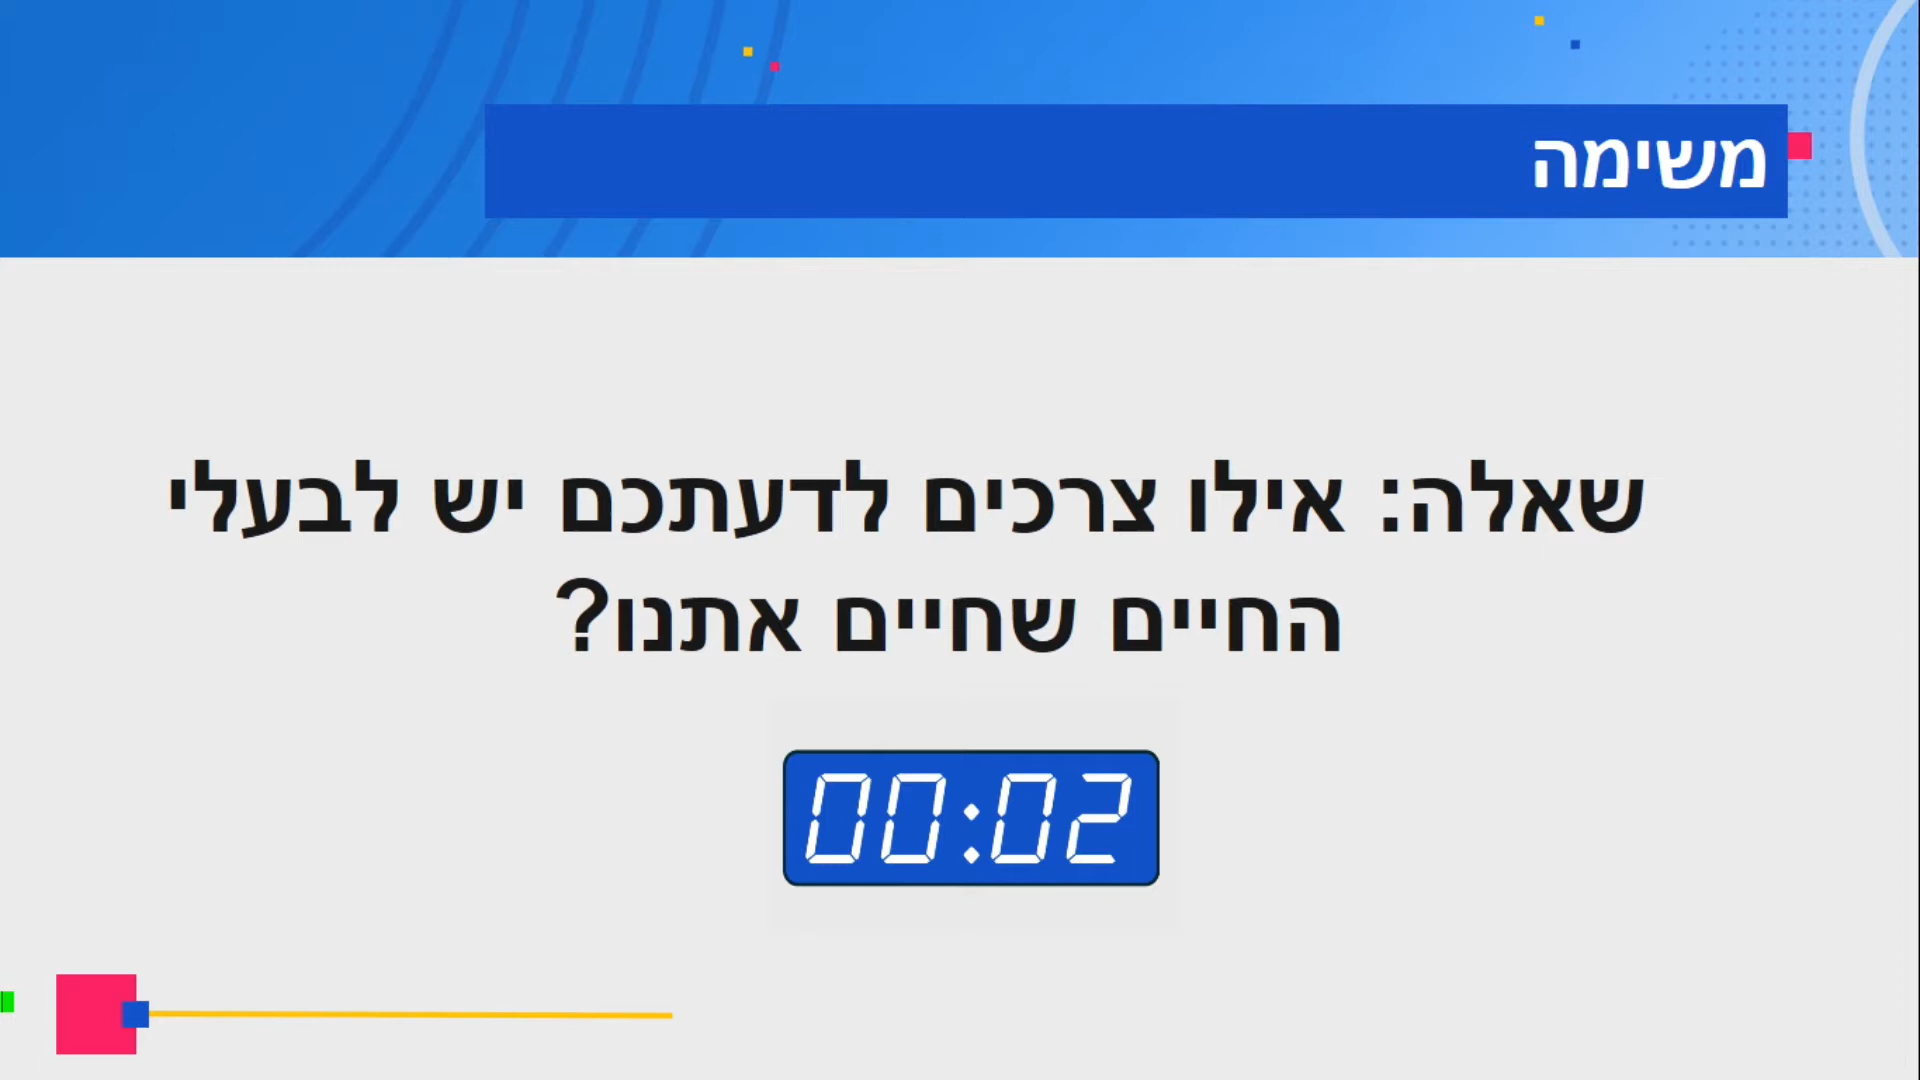 משימה
שאלה: אילו צרכים לדעתכם יש לבעלי
החיים שחיים אתנו?
00:02